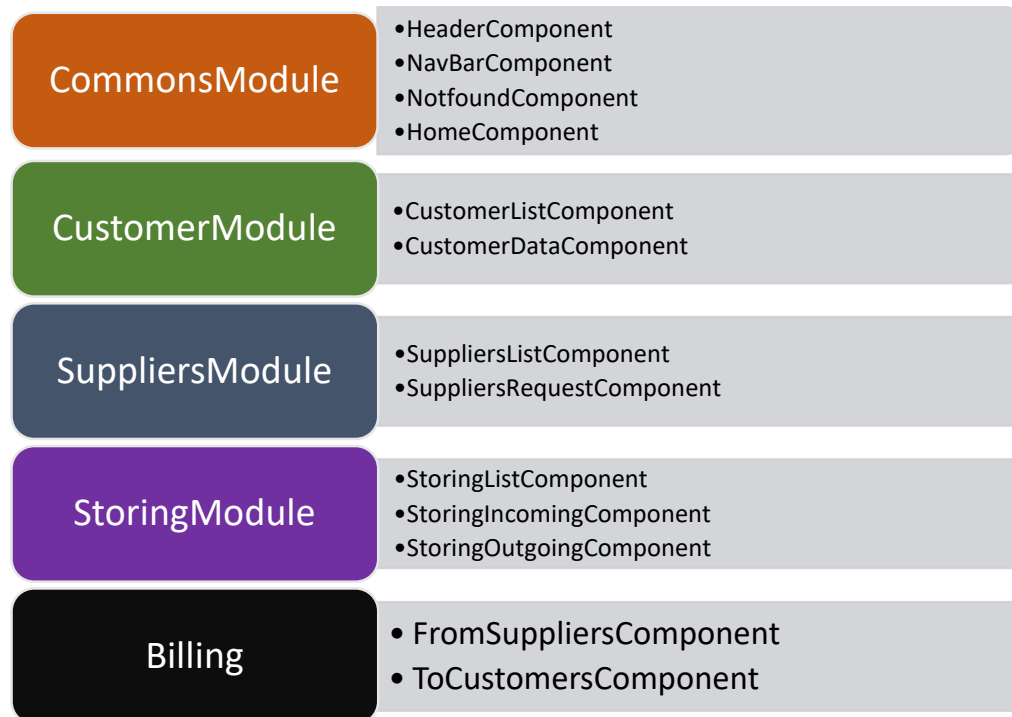 CommonsModule
•HeaderComponent
•NavBarComponent
•NotfoundComponent
•HomeComponent
CustomerModule
•CustomerListComponent
•CustomerDataComponent
SuppliersModule
•SuppliersListComponent
•SuppliersRequestComponent
StoringModule
•StoringListComponent
•StoringIncomingComponent
•StoringOutgoingComponent
Billing
• FromSuppliersComponent
• ToCustomersComponent